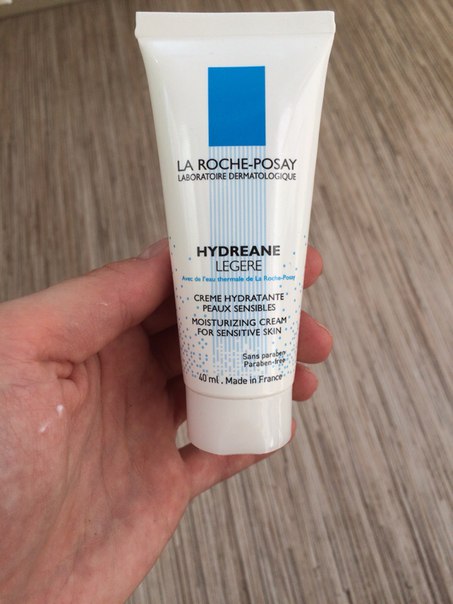 LA ROCHE-POSAY
LABORATOIRE DERMATOLOGIQUE
HYDREANE
LEGERE
Avec de l'eau thermale de La Roche-Posay
CREME HYDRATANTE
PEAUX SENSIBLES
MOISTURIZING CREAM
FOR SENSITIVE SKIN
Sans paraben
Paraben-free
40 ml . Made in France